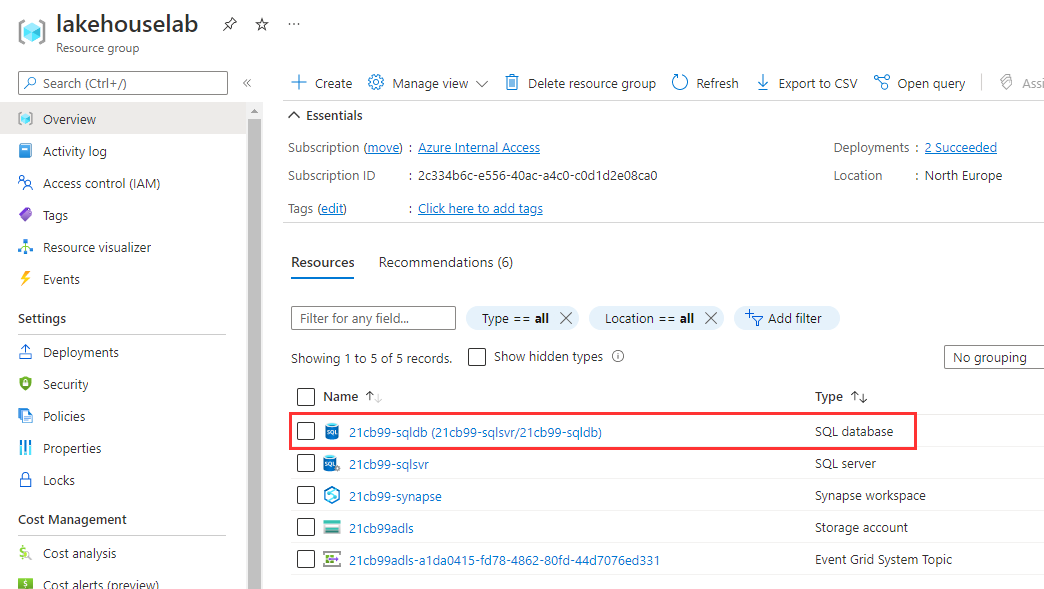 lakehouselab
Resource group
Search (Ctrl+/)
Overview
Activity log
Access control (IAM)
Tags
Resource visualizer
Events
Settings
Deployments
Security
Policies
Properties
Locks
Cost Management
Cost analysis
Cost alerts (preview)
Create Manage view Delete resource group Refresh Export to CSV Open query Assi
Essentials
Subscription (move) : Azure Internal Access
Deployments : 2 Succeeded
Subscription ID : 2c334b6c-e556-40ac-a4c0-c0d1d2e08ca0
Location : North Europe
Tags (edit) : Click here to add tags
Resources Recommendations (6)
Filter for any field... Type == all Location == all Add filter
Showing 1 to 5 of 5 records. Show hidden types No grouping
Name Type
21cb99-sqldb (21cb99-sqlsvr/21cb99-sqldb) SQL database
21cb99-sqlsvr SQL server
21cb99-synapse Synapse workspace
21cb99adls Storage account
21cb99adls-a1da0415-fd78-4862-80fd-44d7076ed331 Event Grid System Topic